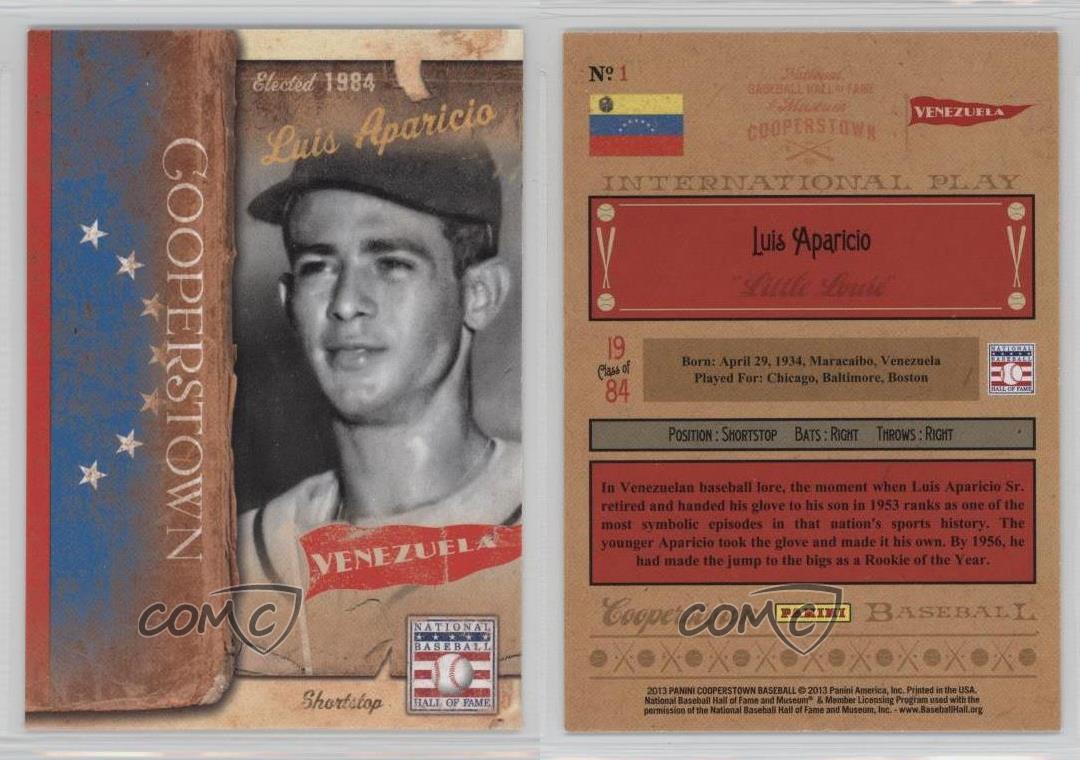 Elected 1984
Luis Aparicio
COOPERSTOWN
VENEZUELA
NATIONAL
BASEBALL
HALL OF FAME
Shortstop
COMC
Nº 1
National
BASEBALL HALL OF FAME
& Museum
COOPERSTOWN
VENEZUELA
INTERNATIONAL PLAY
Luis Aparicio
"Little Louie"
19
Class of
84
Born: April 29, 1934, Maracaibo, Venezuela
Played For: Chicago, Baltimore, Boston
NATIONAL
BASEBALL
HALL OF FAME
POSITION : SHORTSTOP BATS : RIGHT THROWS : RIGHT
In Venezuelan baseball lore, the moment when Luis Aparicio Sr.
retired and handed his glove to his son in 1953 ranks as one of the
most symbolic episodes in that nation's sports history. The
younger Aparicio took the glove and made it his own. By 1956, he
had made the jump to the bigs as a Rookie of the Year.
Cooperstown PANINI BASEBALL
COMC
2013 PANINI COOPERSTOWN BASEBALL © 2013 Panini America, Inc. Printed in the USA.
National Baseball Hall of Fame and Museum® & Member Licensing Program used with the
permission of the National Baseball Hall of Fame and Museum, Inc. - www.BaseballHall.org